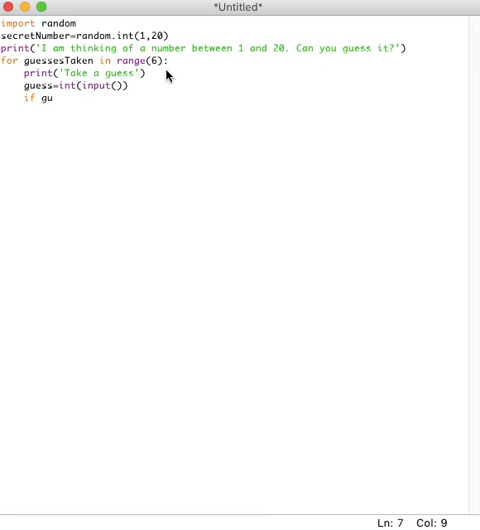 *Untitled*
import random
secretNumber=random.int(1,20)
print('I am thinking of a number between 1 and 20. Can you guess it?')
for guessesTaken in range(6):
    print('Take a guess')
    guess=int(input())
    if gu
Ln: 7 Col: 9